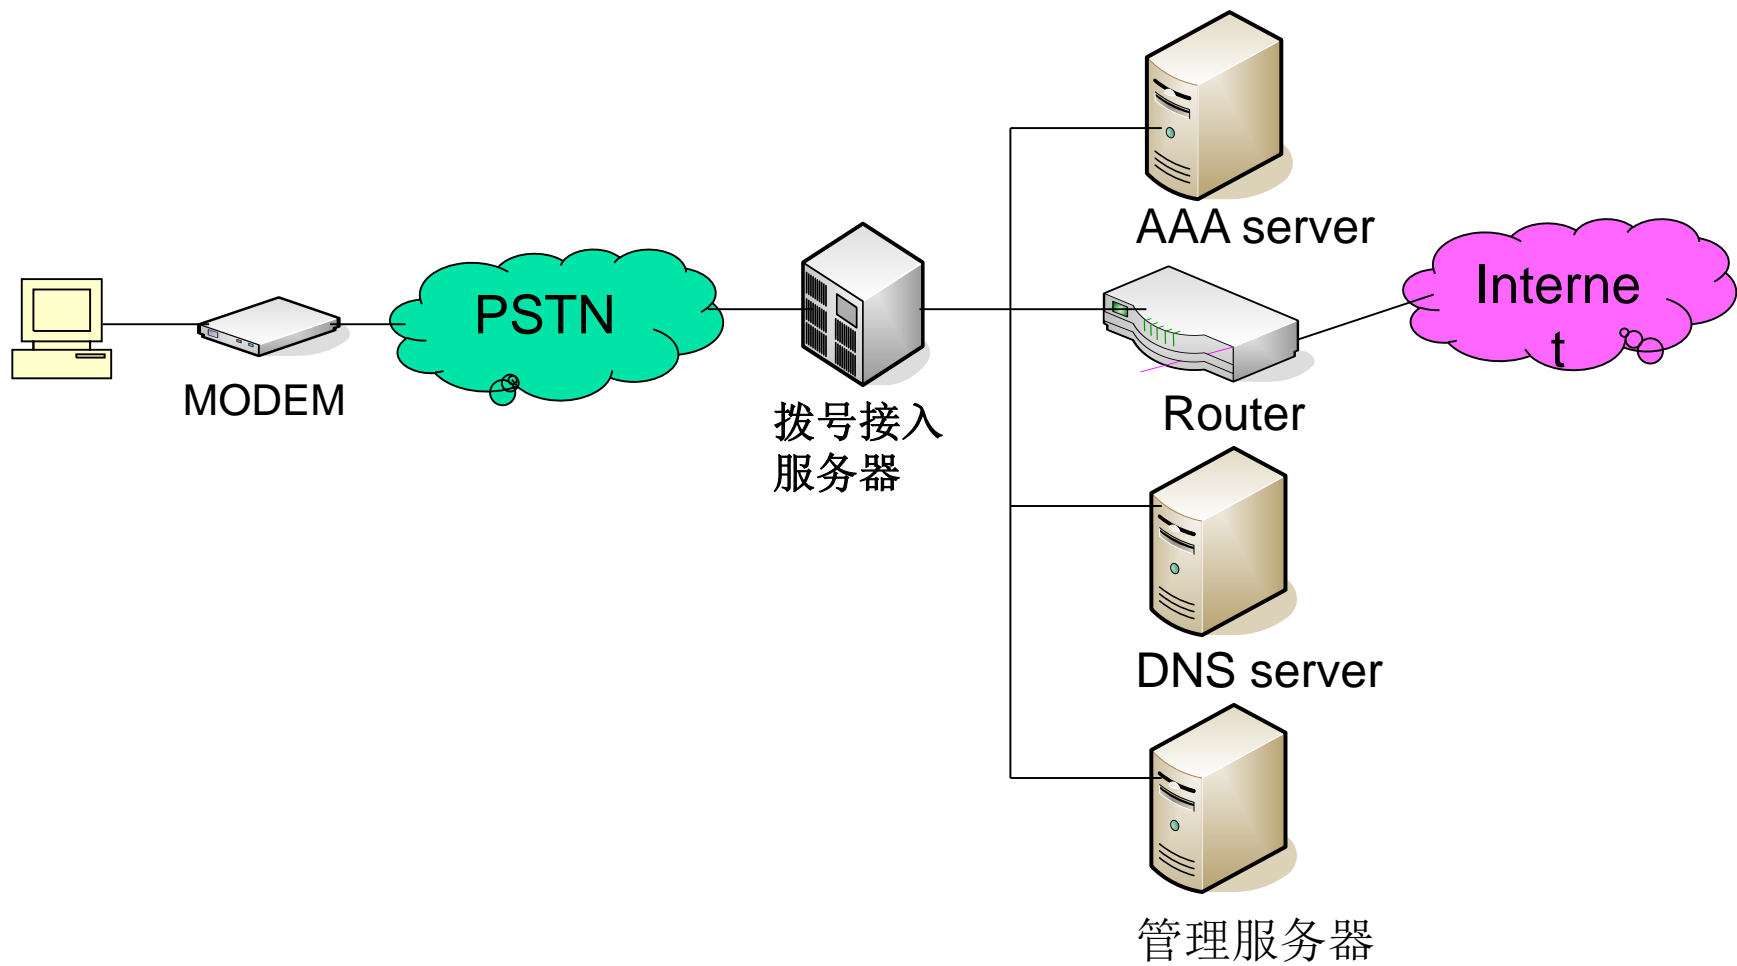 AAA server
PSTN
Interne
t
MODEM
拨号接入
服务器
Router
DNS server
管理服务器